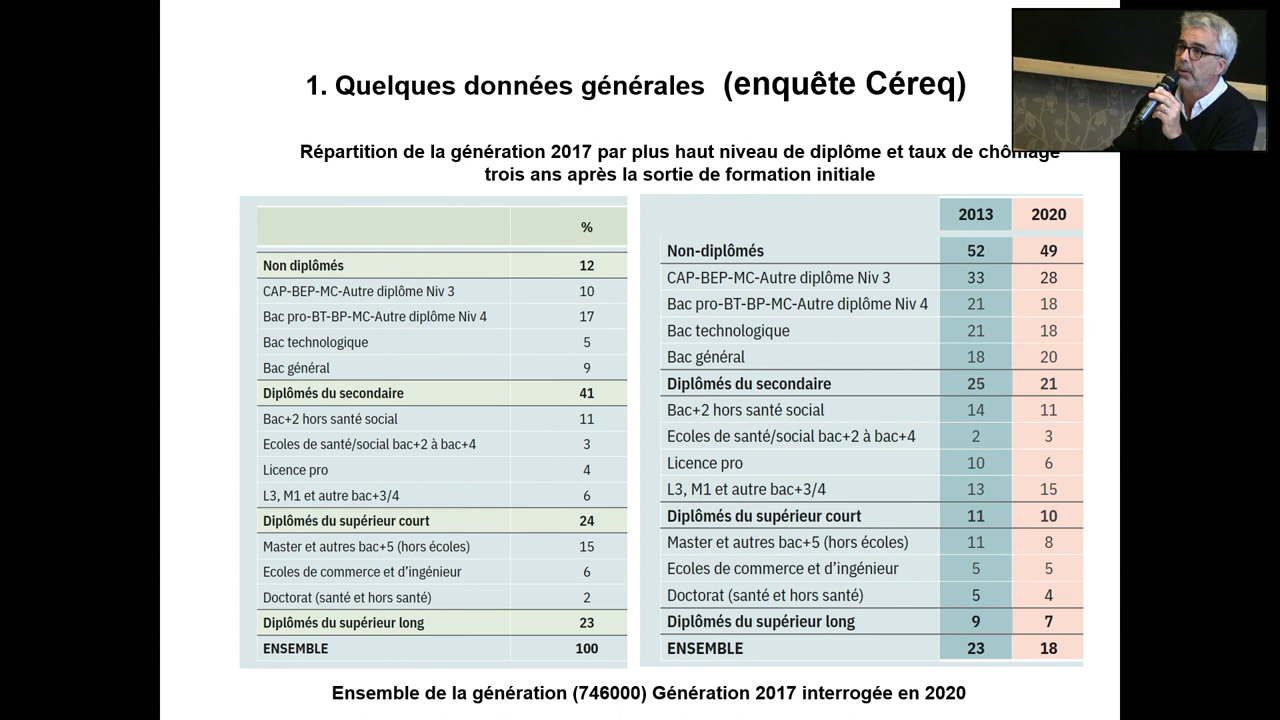 1. Quelques données générales (enquête Céreq)
Répartition de la génération 2017 par plus haut niveau de diplôme et taux de chômage
trois ans après la sortie de formation initiale
%
Non diplômés 12
CAP-BEP-MC-Autre diplôme Niv 3 10
Bac pro-BT-BP-MC-Autre diplôme Niv 4 17
Bac technologique 5
Bac général 9
Diplômés du secondaire 41
Bac+2 hors santé social 11
Ecoles de santé/social bac+2 à bac+4 3
Licence pro 4
L3, M1 et autre bac+3/4 6
Diplômés du supérieur court 24
Master et autres bac+5 (hors écoles) 15
Ecoles de commerce et d'ingénieur 6
Doctorat (santé et hors santé) 2
Diplômés du supérieur long 23
ENSEMBLE 100
2013 2020
Non-diplômés 52 49
CAP-BEP-MC-Autre diplôme Niv 3 33 28
Bac pro-BT-BP-MC-Autre diplôme Niv 4 21 18
Bac technologique 21 18
Bac général 18 20
Diplômés du secondaire 25 21
Bac+2 hors santé social 14 11
Ecoles de santé/social bac+2 à bac+4 2 3
Licence pro 10 6
L3, M1 et autre bac+3/4 13 15
Diplômés du supérieur court 11 10
Master et autres bac+5 (hors écoles) 11 8
Ecoles de commerce et d'ingénieur 5 5
Doctorat (santé et hors santé) 5 4
Diplômés du supérieur long 9 7
ENSEMBLE 23 18
Ensemble de la génération (746000) Génération 2017 interrogée en 2020